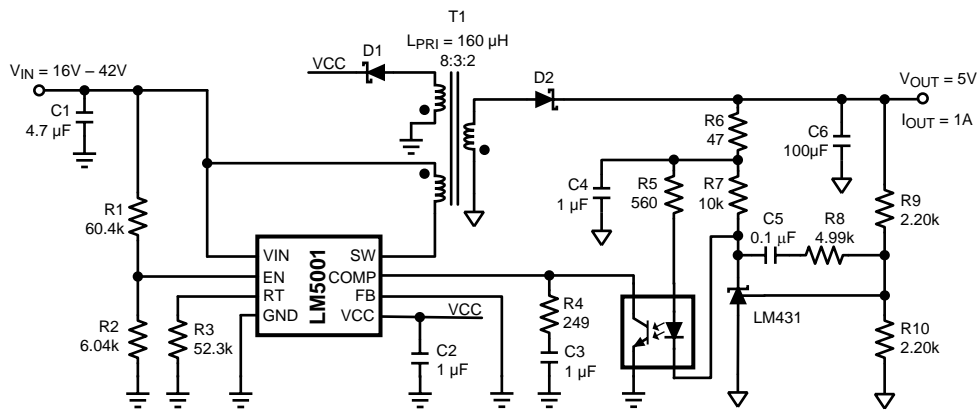 T1
LPRI = 160 µH
8:3:2
D1
VCC
VIN = 16V – 42V
C1
4.7 µF
D2
VOUT = 5V
IOUT = 1A
R6
47
C6
100µF
C4
1 µF
R5
560
R7
10k
R9
2.20k
C5
0.1 µF
R8
4.99k
R1
60.4k
LM5001
VIN
EN
RT
GND
SW
COMP
FB
VCC
VCC
R2
6.04k
R3
52.3k
C2
1 µF
R4
249
C3
1 µF
LM431
R10
2.20k